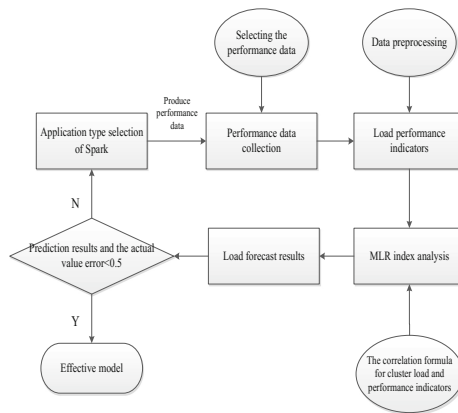 Selecting the
performance data
Data preprocessing
Produce
performance
data
Application type selection
of Spark
Performance data
collection
Load performance
indicators
N
Prediction results and the actual
value error<0.5
Load forecast results
MLR index analysis
Y
Effective model
The correlation formula
for cluster load and
performance indicators